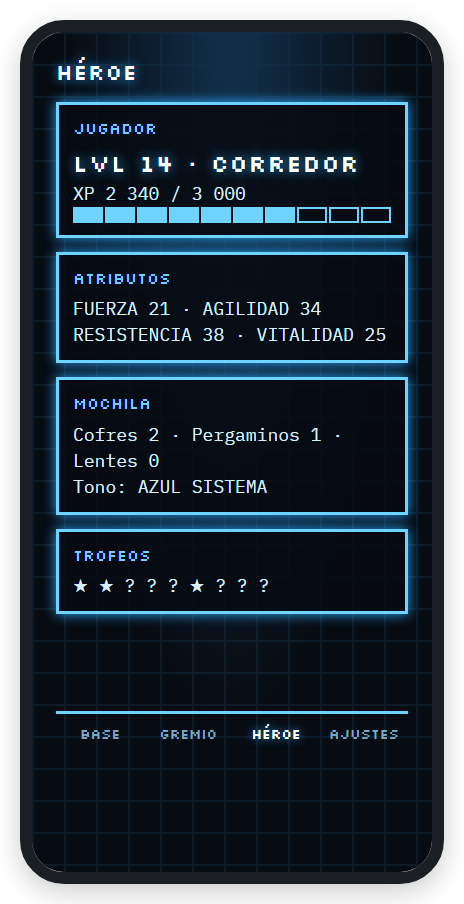 HÉROE
JUGADOR
LVL 14 · CORREDOR
XP 2 340 / 3 000
ATRIBUTOS
FUERZA 21 · AGILIDAD 34
RESISTENCIA 38 · VITALIDAD 25
MOCHILA
Cofres 2 · Pergaminos 1 ·
Lentes 0
Tono: AZUL SISTEMA
TROFEOS
★ ★ ? ? ? ★ ? ? ?
BASE GREMIO HÉROE AJUSTES